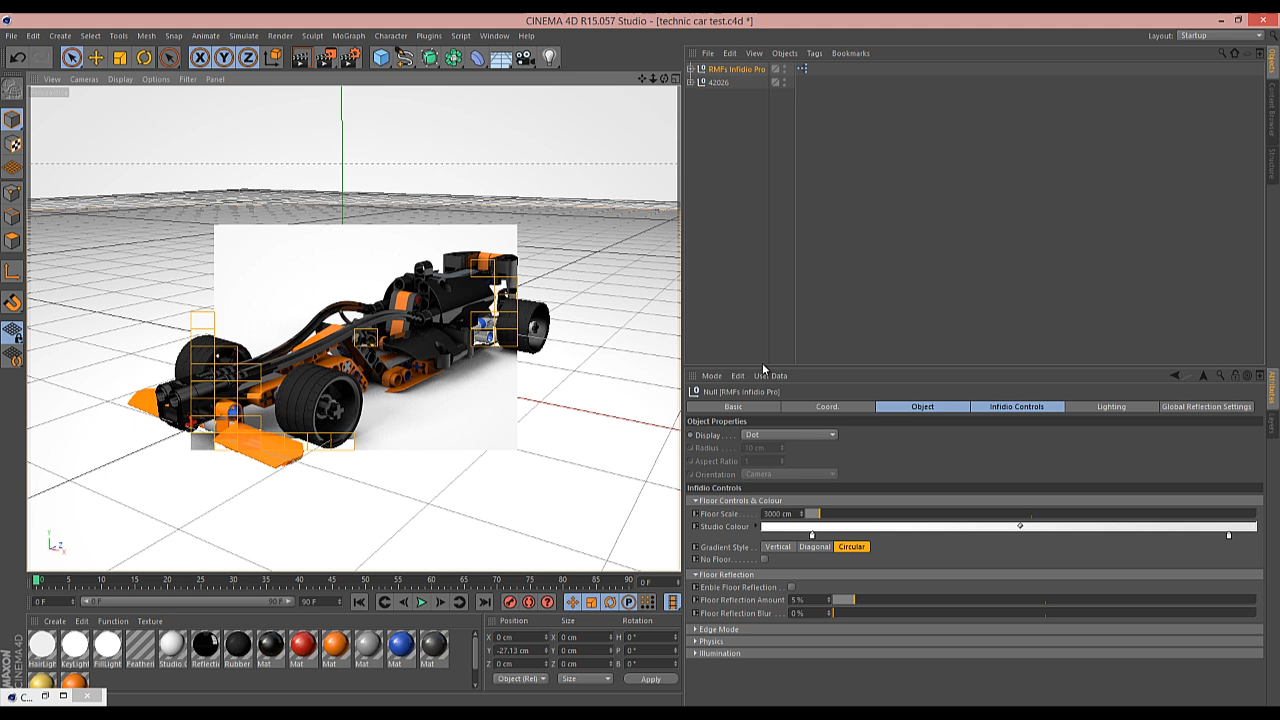 CINEMA 4D R15.057 Studio - [technic car test.c4d *]
File Edit Create Select Tools Mesh Snap Animate Simulate Render Sculpt MoGraph Character Plugins Script Window Help
Layout: Startup
View Cameras Display Options Filter Panel
File Edit View Objects Tags Bookmarks
RMFs Infidio Pro
42026
Objects
Content Browser
Structure
Mode Edit User Data
Null [RMFs Infidio Pro]
Basic Coord. Object Infidio Controls Lighting Global Reflection Settings
Object Properties
Display.... Dot
Radius.... 10 cm
Aspect Ratio 1
Orientation Camera
Infidio Controls
Floor Controls & Colour
Floor Scale..... 3000 cm
Studio Colour
Gradient Style.. Vertical Diagonal Circular
No Floor.......
Floor Reflection
Enble Floor Reflection..
Floor Reflection Amount 5 %
Floor Reflection Blur.. 0 %
Edge Mode
Physics
Illumination
Attributes
Layers
Y Z X
0 5 10 15 20 25 30 35 40 45 50 55 60 65 70 75 80 85 90 0 F
0 F 0 F 90 F 90 F
Create Edit Function Texture
HairLigh KeyLight FillLight Featheri Studio. Reflectic Rubber Mat Mat Mat Mat Mat Mat
Position Size Rotation
X 0 cm X 0 cm H 0 °
Y -27.13 cm Y 0 cm P 0 °
Z 0 cm Z 0 cm B 0 °
Object (Rel) Size Apply
MAXON CINEMA 4D
C...